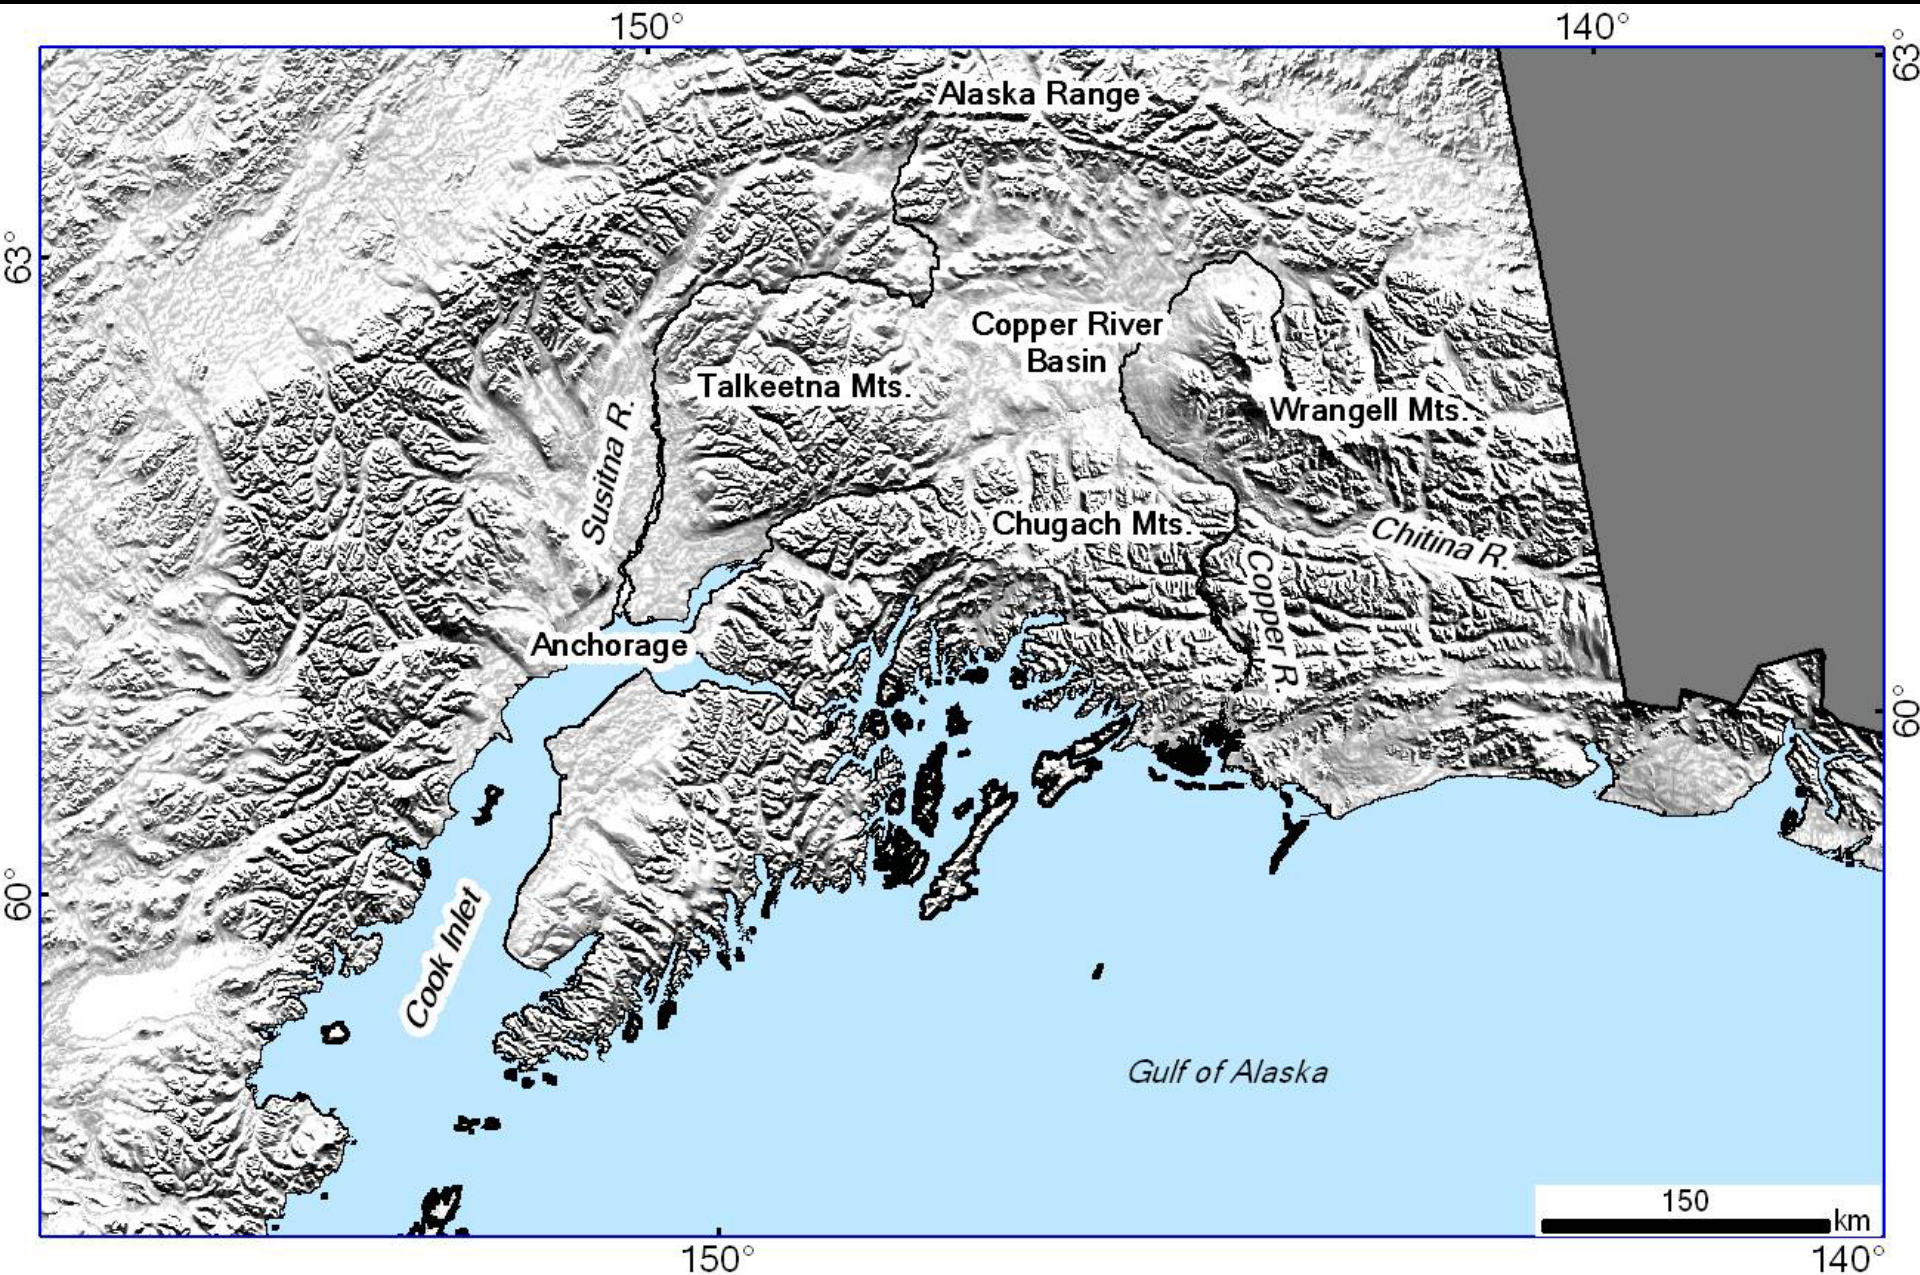 150°
140°
63°
Alaska Range
63°
Copper River
Basin
Talkeetna Mts.
Wrangell Mts.
Susitna R.
Chugach Mts.
Chitina R.
Copper R.
Anchorage
60°
60°
Cook Inlet
Gulf of Alaska
150
km
150°
140°